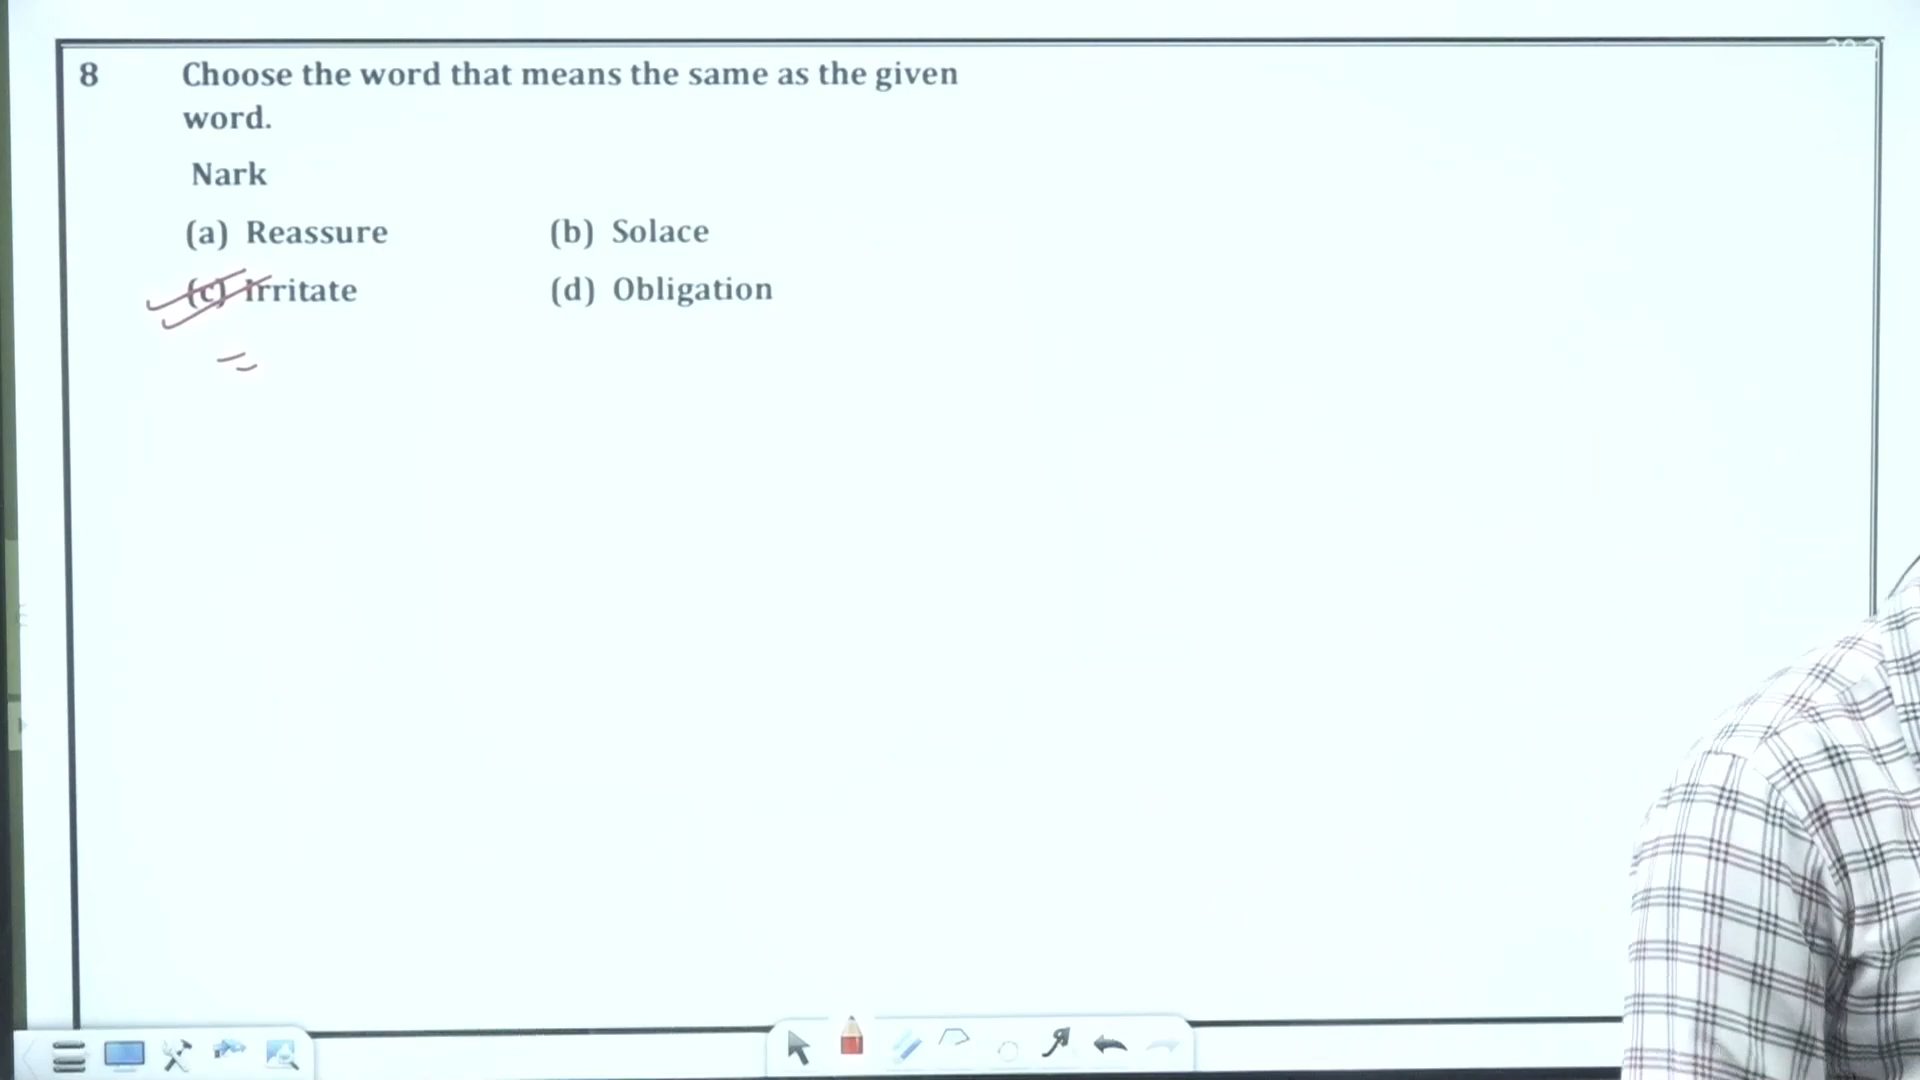 8 Choose the word that means the same as the given
word.
Nark
(a) Reassure (b) Solace
(c) Irritate (d) Obligation